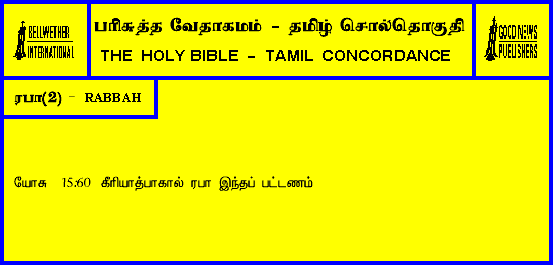 BELLWETHER
INTERNATIONAL
பரிசுத்த வேதாகமம் - தமிழ் சொல்தொகுதி
THE HOLY BIBLE - TAMIL CONCORDANCE
GOOD NEWS
PUBLISHERS
ரபா(2) - RABBAH
யோசு 15:60 கீரியாத்பாகால் ரபா இந்தப் பட்டணம்